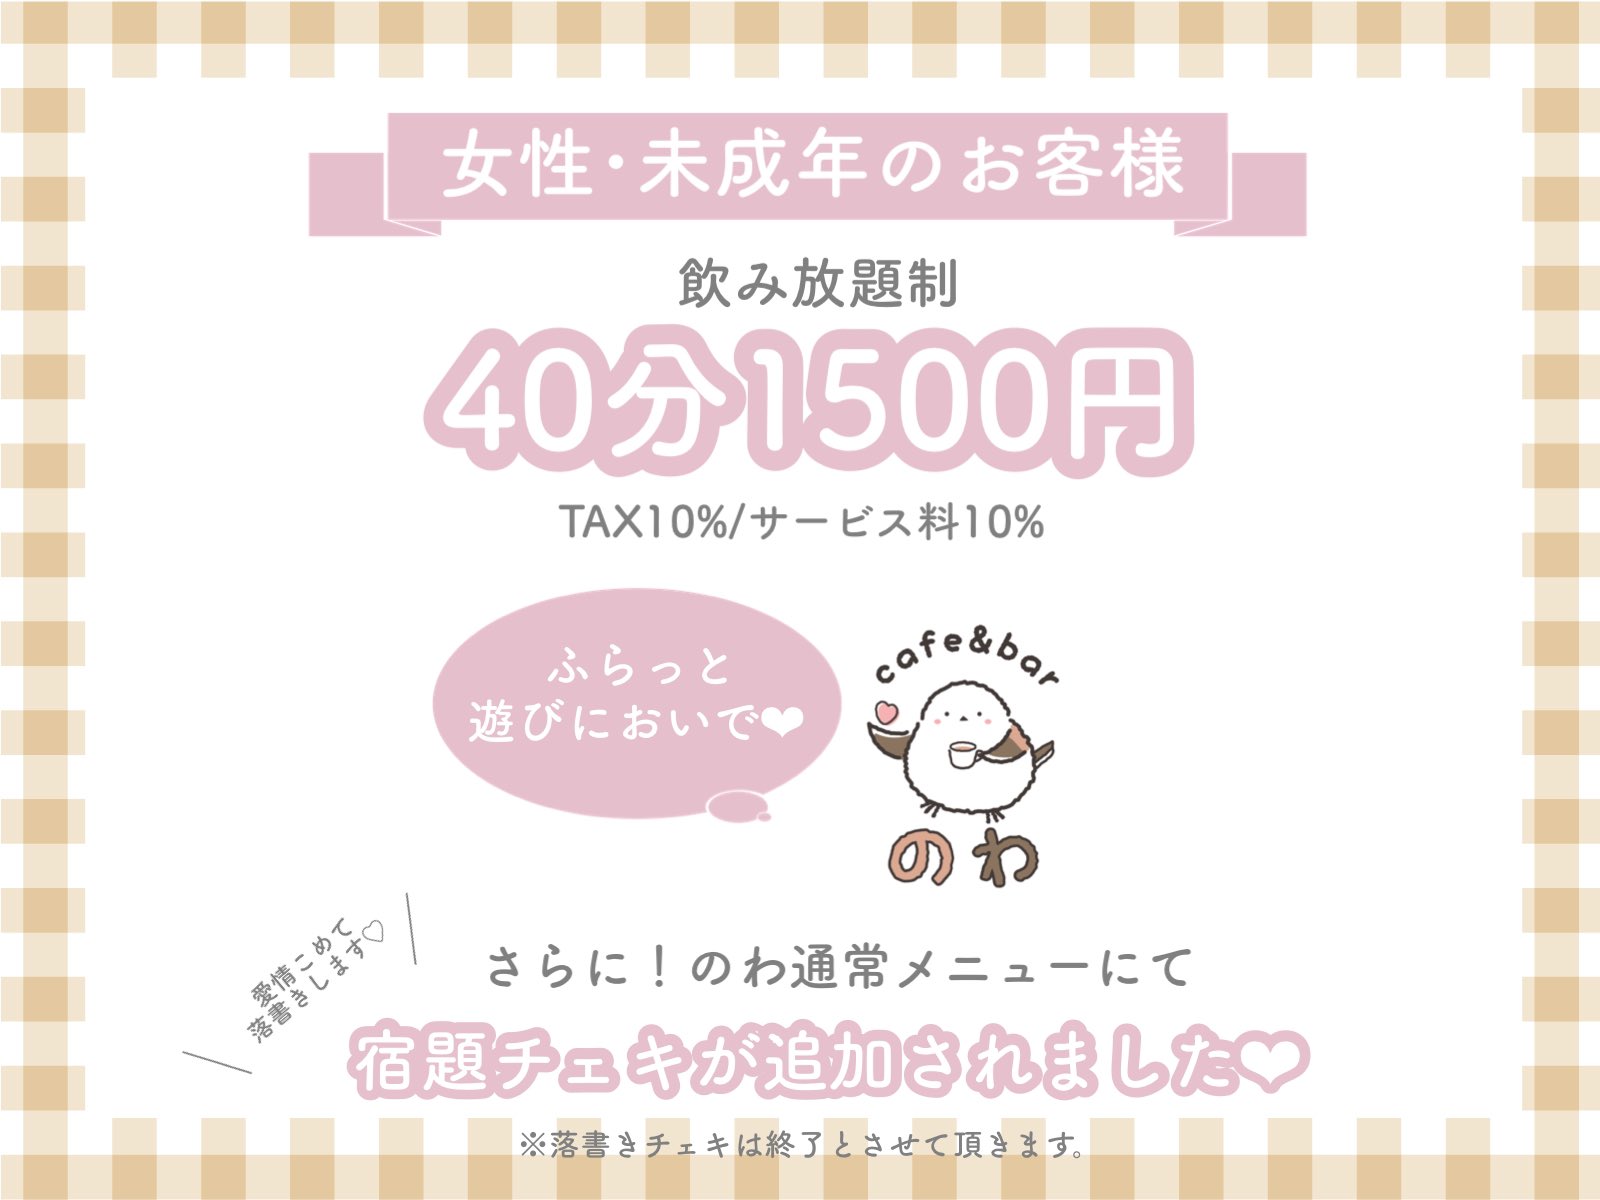 女性･未成年のお客様
飲み放題制
40分1500円
TAX10%/サービス料10%
ふらっと
遊びにおいで❤
cafe&bar
のわ
愛情こめて
落書きします♡
さらに！のわ通常メニューにて
宿題チェキが追加されました❤
※落書きチェキは終了とさせて頂きます。